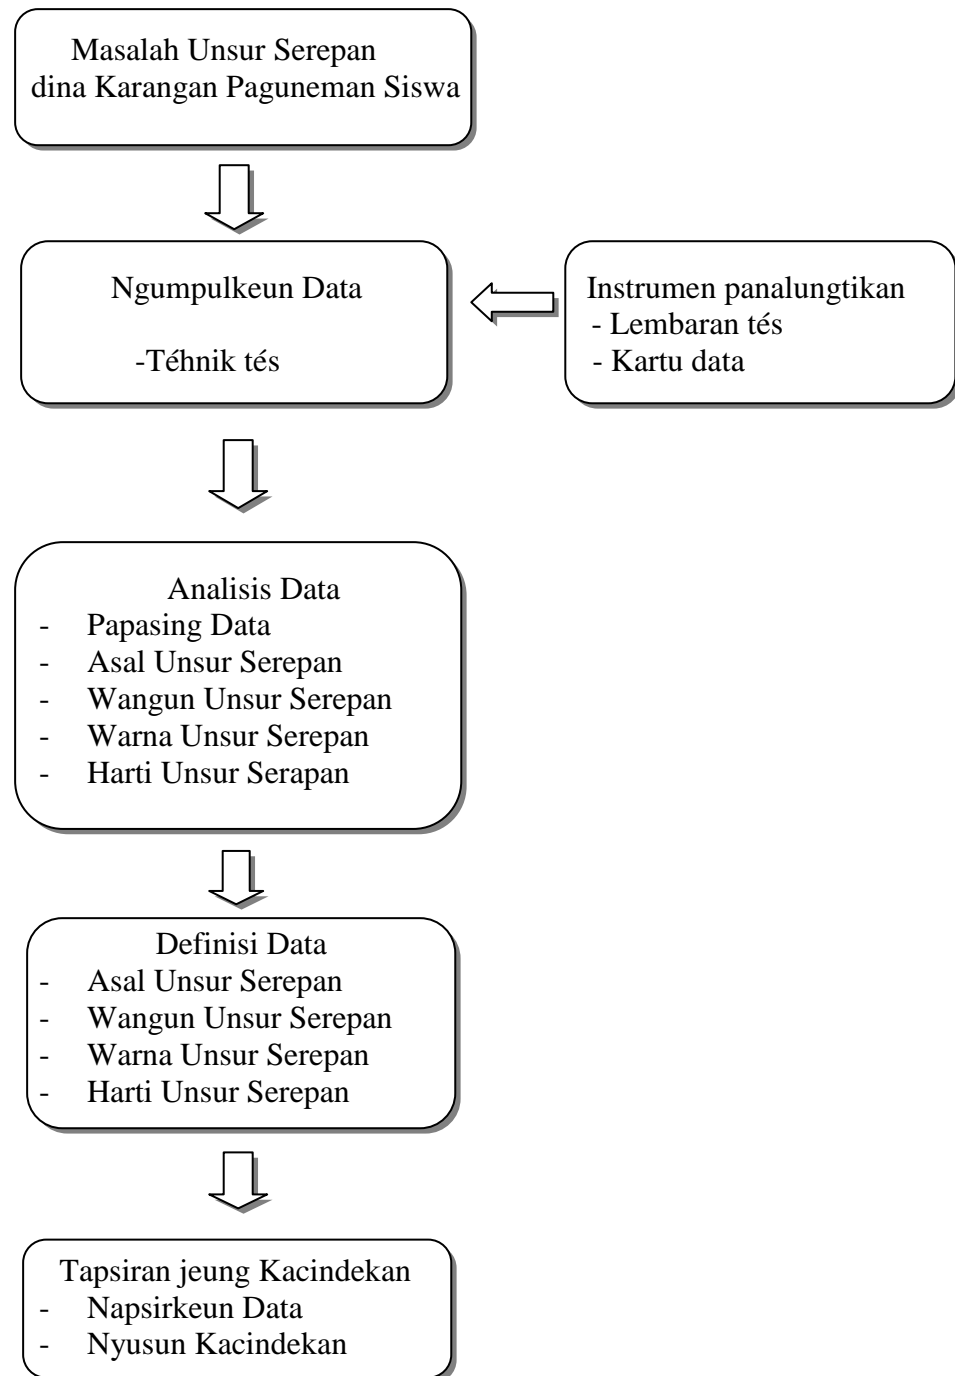 Masalah Unsur Serepan
dina Karangan Paguneman Siswa
Ngumpulkeun Data
-Téhnik tés
Instrumen panalungtikan
- Lembaran tés
- Kartu data
Analisis Data
- Papasing Data
- Asal Unsur Serepan
- Wangun Unsur Serepan
- Warna Unsur Serepan
- Harti Unsur Serapan
Definisi Data
- Asal Unsur Serepan
- Wangun Unsur Serepan
- Warna Unsur Serepan
- Harti Unsur Serepan
Tapsiran jeung Kacindekan
- Napsirkeun Data
- Nyusun Kacindekan